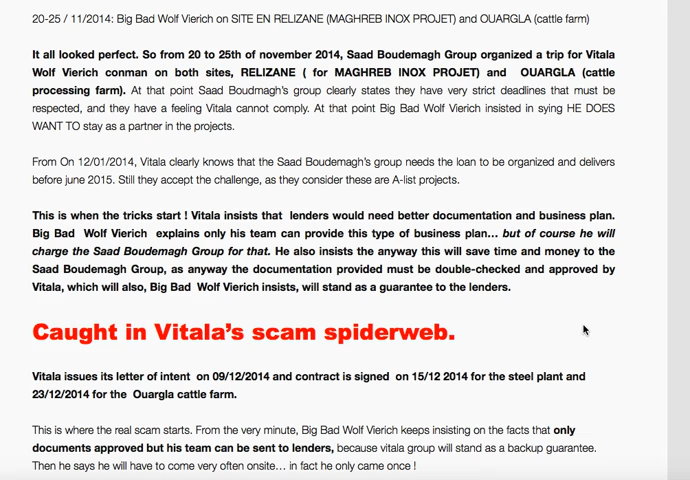 20-25 / 11/2014: Big Bad Wolf Vierich on SITE EN RELIZANE (MAGHREB INOX PROJET) and OUARGLA (cattle farm)
It all looked perfect. So from 20 to 25th of november 2014, Saad Boudemagh Group organized a trip for Vitala
Wolf Vierich conman on both sites, RELIZANE ( for MAGHREB INOX PROJET) and OUARGLA (cattle
processing farm). At that point Saad Boudmagh's group clearly states they have very strict deadlines that must be
respected, and they have a feeling Vitala cannot comply. At that point Big Bad Wolf Vierich insisted in sying HE DOES
WANT TO stay as a partner in the projects.
From On 12/01/2014, Vitala clearly knows that the Saad Boudemagh's group needs the loan to be organized and delivers
before june 2015. Still they accept the challenge, as they consider these are A-list projects.
This is when the tricks start ! Vitala insists that lenders would need better documentation and business plan.
Big Bad Wolf Vierich explains only his team can provide this type of business plan... but of course he will
charge the Saad Boudemagh Group for that. He also insists the anyway this will save time and money to the
Saad Boudemagh Group, as anyway the documentation provided must be double-checked and approved by
Vitala, which will also, Big Bad Wolf Vierich insists, will stand as a guarantee to the lenders.
Caught in Vitala's scam spiderweb.
Vitala issues its letter of intent on 09/12/2014 and contract is signed on 15/12 2014 for the steel plant and
23/12/2014 for the Ouargla cattle farm.
This is where the real scam starts. From the very minute, Big Bad Wolf Vierich keeps insisting on the facts that only
documents approved but his team can be sent to lenders, because vitala group will stand as a backup guarantee.
Then he says he will have to come very often onsite... in fact he only came once !